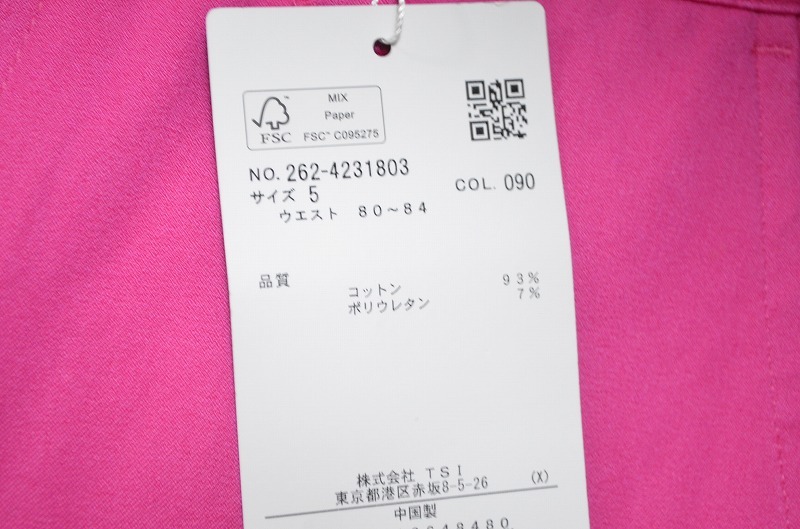 MIX
Paper
FSC
FSC™ C095275
NO. 262-4231803
COL. 090
サイズ 5
ウエスト 80～84
品質
コットン 93%
ポリウレタン 7%
株式会社 TSI
東京都港区赤坂8-5-26 (X)
中国製